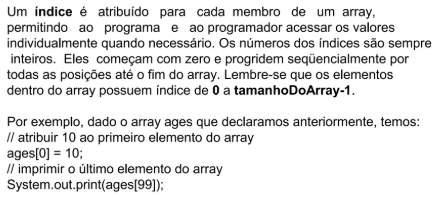 Um índice é atribuído para cada membro de um array,
permitindo ao programa e ao programador acessar os valores
individualmente quando necessário. Os números dos índices são sempre
inteiros. Eles começam com zero e progridem seqüencialmente por
todas as posições até o fim do array. Lembre-se que os elementos
dentro do array possuem índice de 0 a tamanhoDoArray-1.
Por exemplo, dado o array ages que declaramos anteriormente, temos:
// atribuir 10 ao primeiro elemento do array
ages[0] = 10;
// imprimir o último elemento do array
System.out.print(ages[99]);